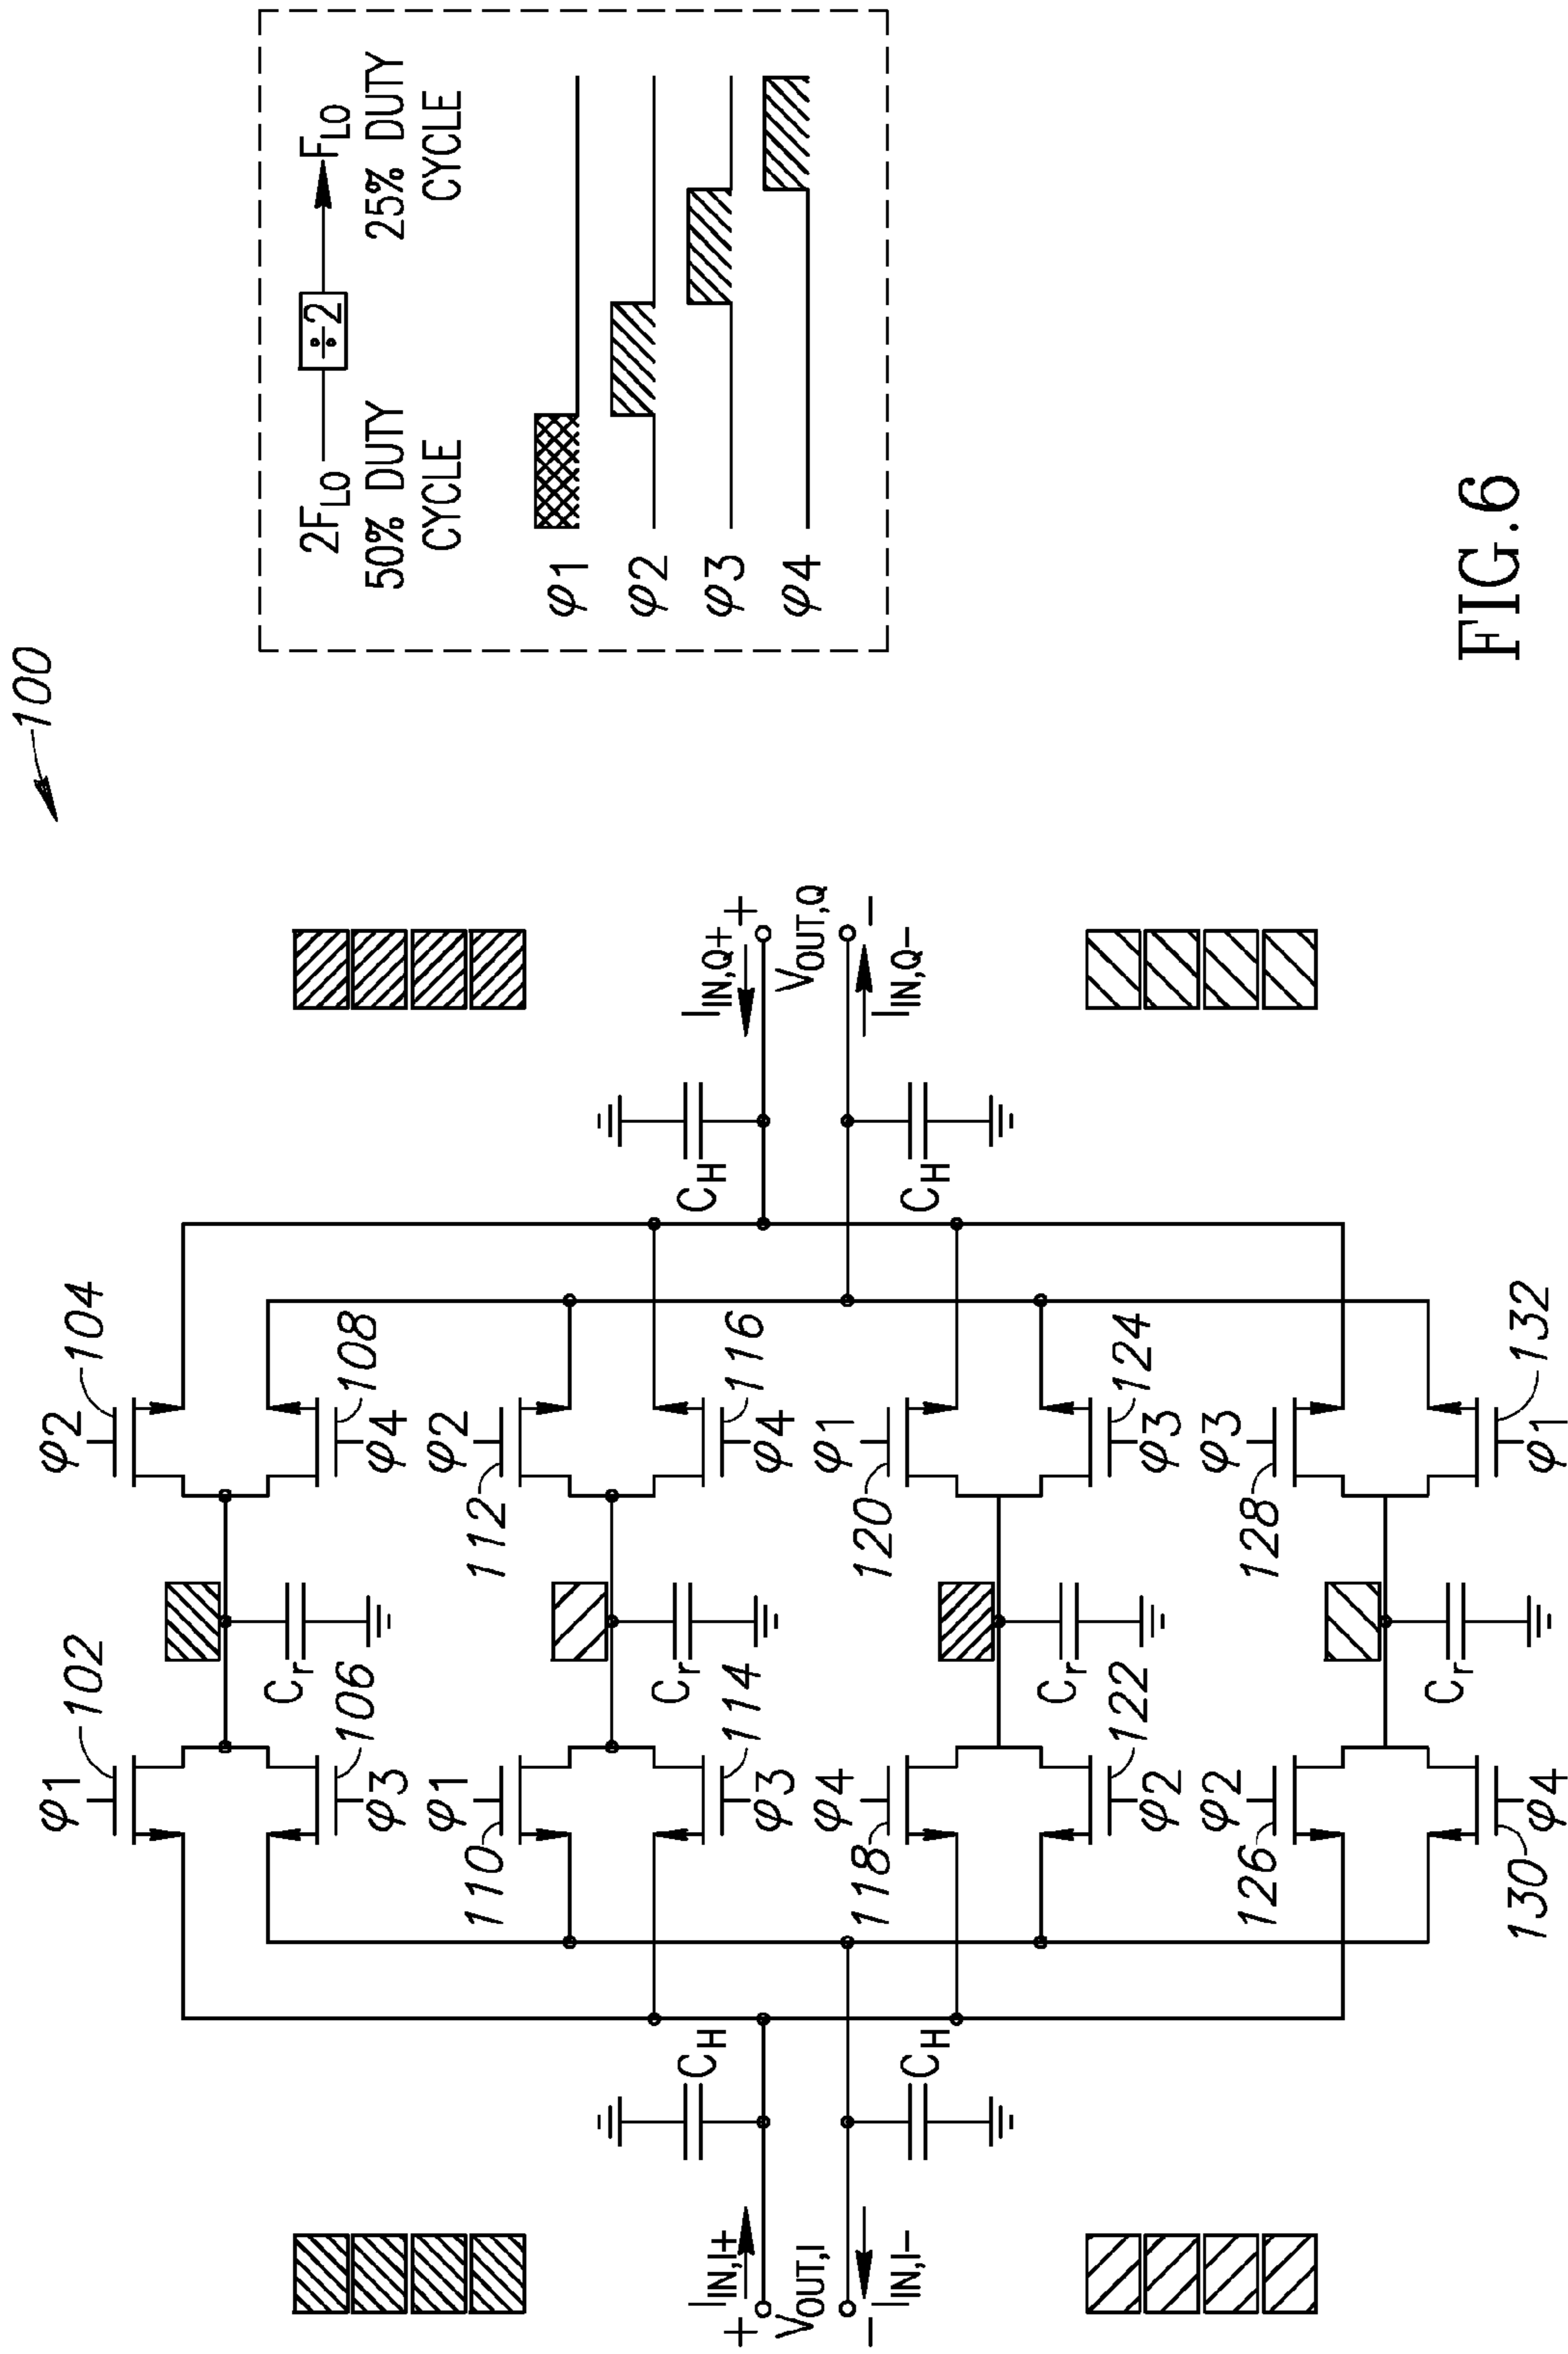 100
2F_LO ÷2 F_LO
50% DUTY CYCLE
25% DUTY CYCLE
φ1
φ2
φ3
φ4
φ1 102
φ2 104
C_r
φ3 106
φ4 108
φ1 110
φ2 112
C_r
φ3 114
φ4 116
φ4 118
φ1 120
C_r
φ2 122
φ3 124
φ2 126
φ3 128
C_r
φ4 130
φ1 132
I_IN,I+
+
V_OUT,I
−
I_IN,I−
C_H
C_H
C_H
C_H
I_IN,Q+
+
V_OUT,Q
−
I_IN,Q−
FIG.6